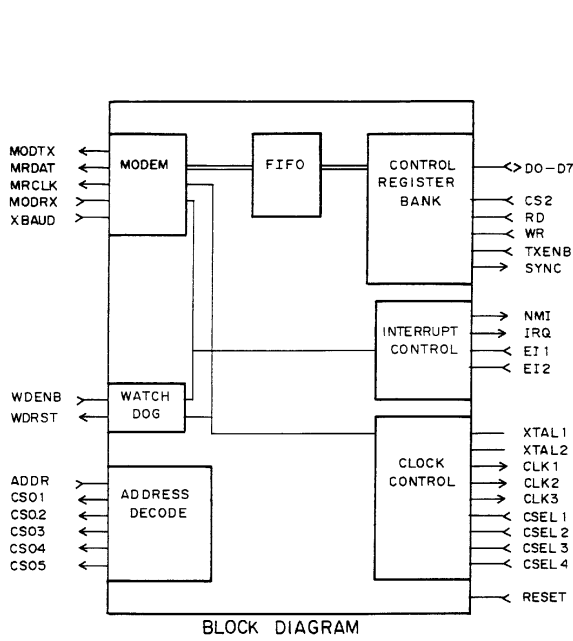 MODTX
MRDAT
MRCLK
MODRX
XBAUD
MODEM
FIFO
CONTROL
REGISTER
BANK
DO-D7
CS2
RD
WR
TXENB
SYNC
INTERRUPT
CONTROL
NMI
IRQ
EI1
EI2
WDENB
WDRST
WATCH
DOG
CLOCK
CONTROL
XTAL1
XTAL2
CLK1
CLK2
CLK3
CSEL1
CSEL2
CSEL3
CSEL4
ADDR
CSO1
CSO2
CSO3
CSO4
CSO5
ADDRESS
DECODE
RESET
BLOCK DIAGRAM